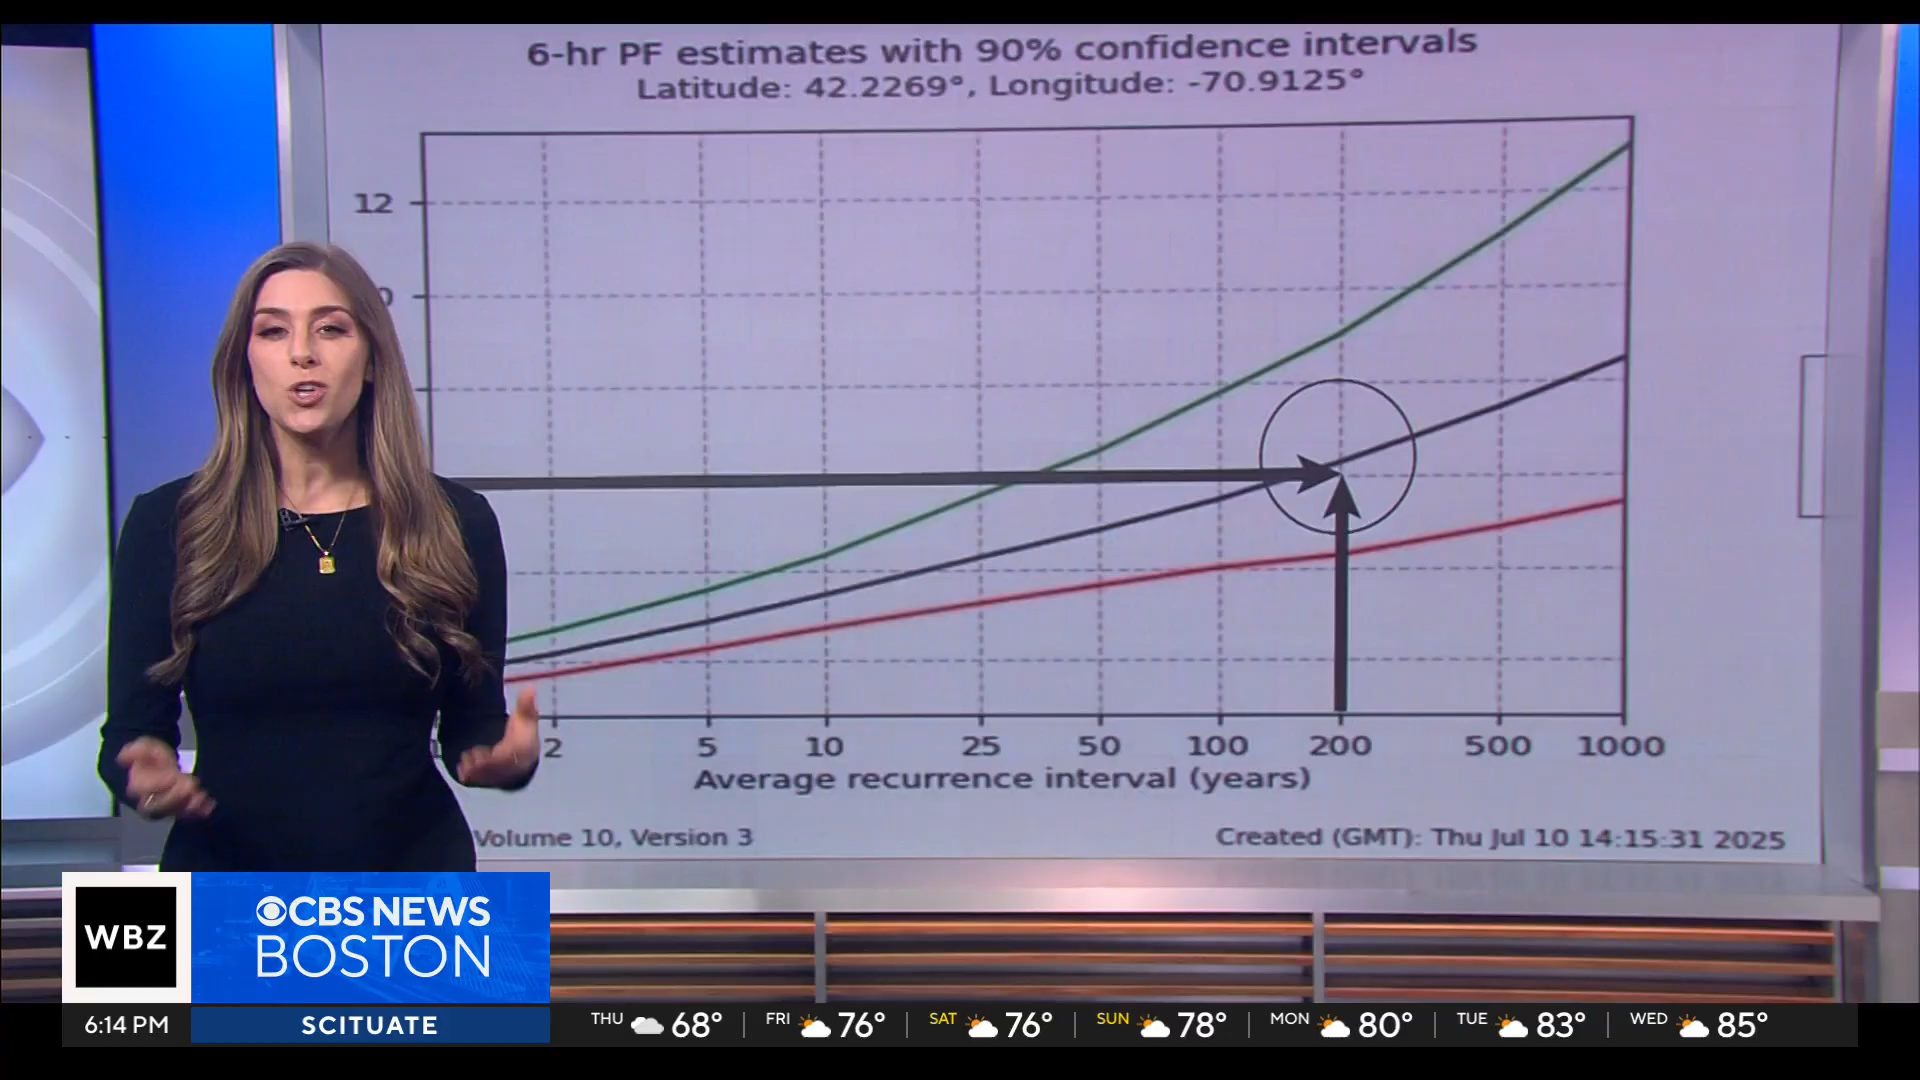 6-hr PF estimates with 90% confidence intervals
Latitude: 42.2269°, Longitude: -70.9125°
12
2 5 10 25 50 100 200 500 1000
Average recurrence interval (years)
Volume 10, Version 3
Created (GMT): Thu Jul 10 14:15:31 2025
WBZ
CBS NEWS
BOSTON
6:14 PM
SCITUATE
THU 68° FRI 76° SAT 76° SUN 78° MON 80° TUE 83° WED 85°